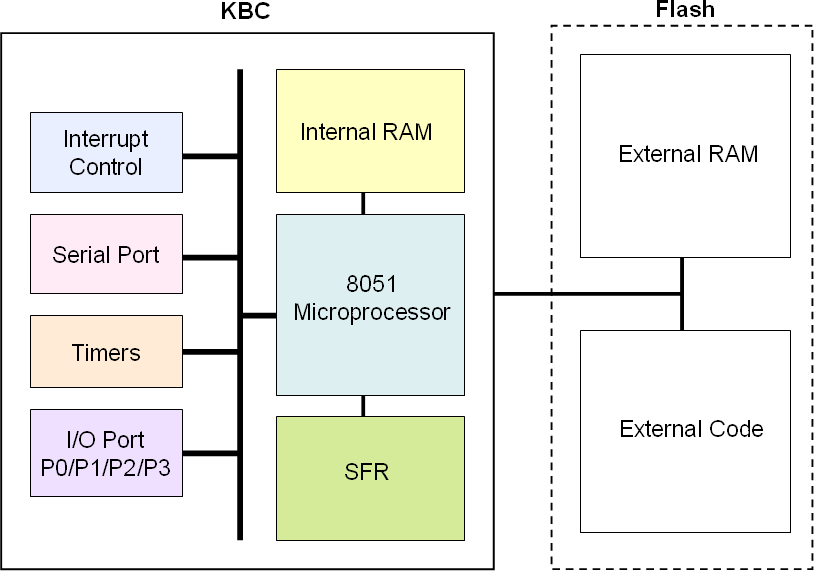 KBC
Flash
Interrupt
Control
Serial Port
Timers
I/O Port
P0/P1/P2/P3
Internal RAM
8051
Microprocessor
SFR
External RAM
External Code